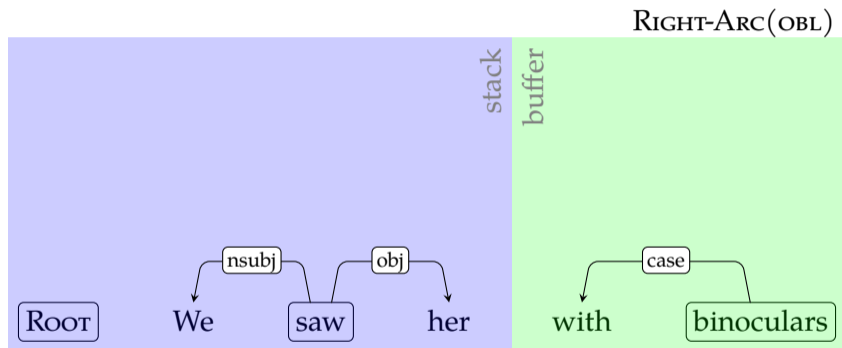 RIGHT-ARC(OBL)
stack
buffer
nsubj obj case
ROOT We saw her with binoculars